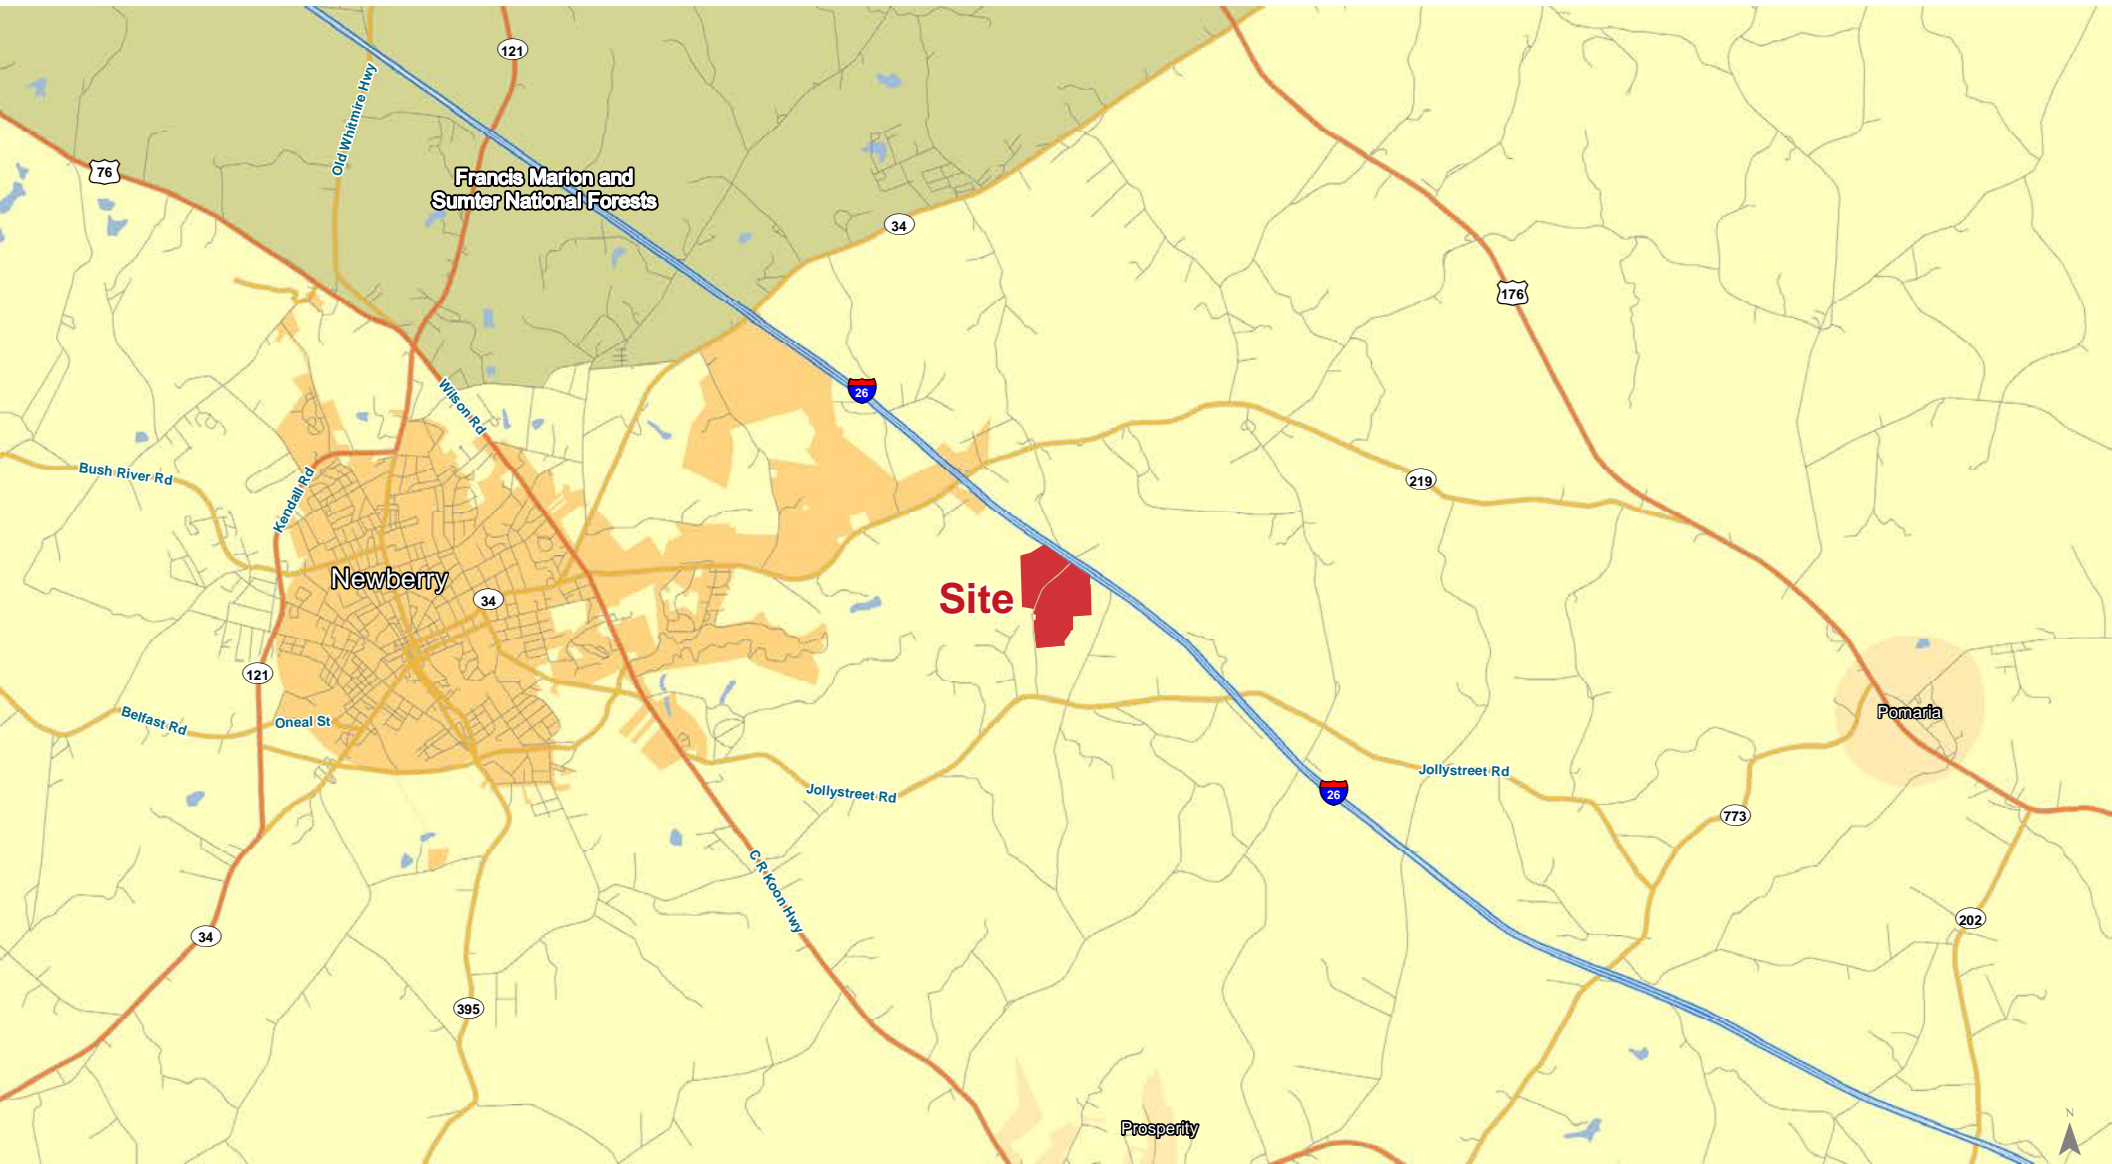 121
Old Whitmire Hwy
76
Francis Marion and
Sumter National Forests
34
176
26
Wilson Rd
Bush River Rd
Kendall Rd
219
Newberry
34
Site
121
Belfast Rd
Oneal St
Pomaria
Jollystreet Rd
Jollystreet Rd
26
773
C R Koon Hwy
202
34
395
Prosperity
N